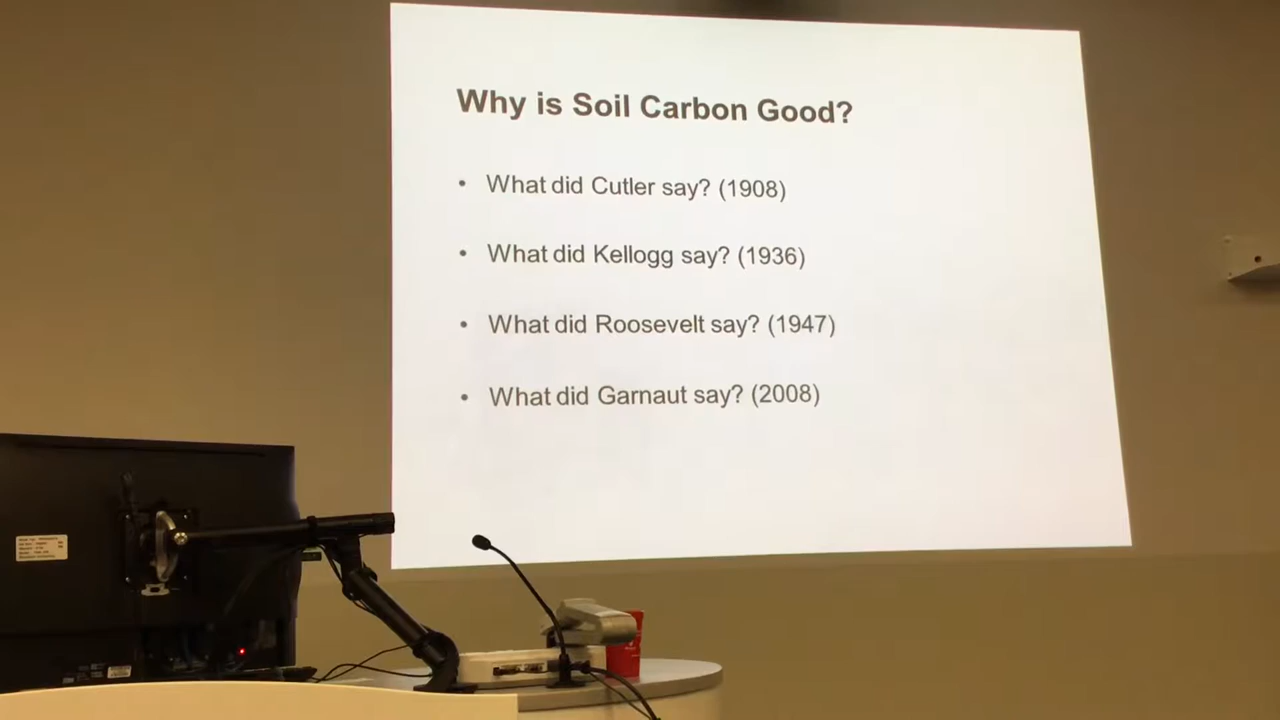 Why is Soil Carbon Good?
• What did Cutler say? (1908)
• What did Kellogg say? (1936)
• What did Roosevelt say? (1947)
• What did Garnaut say? (2008)